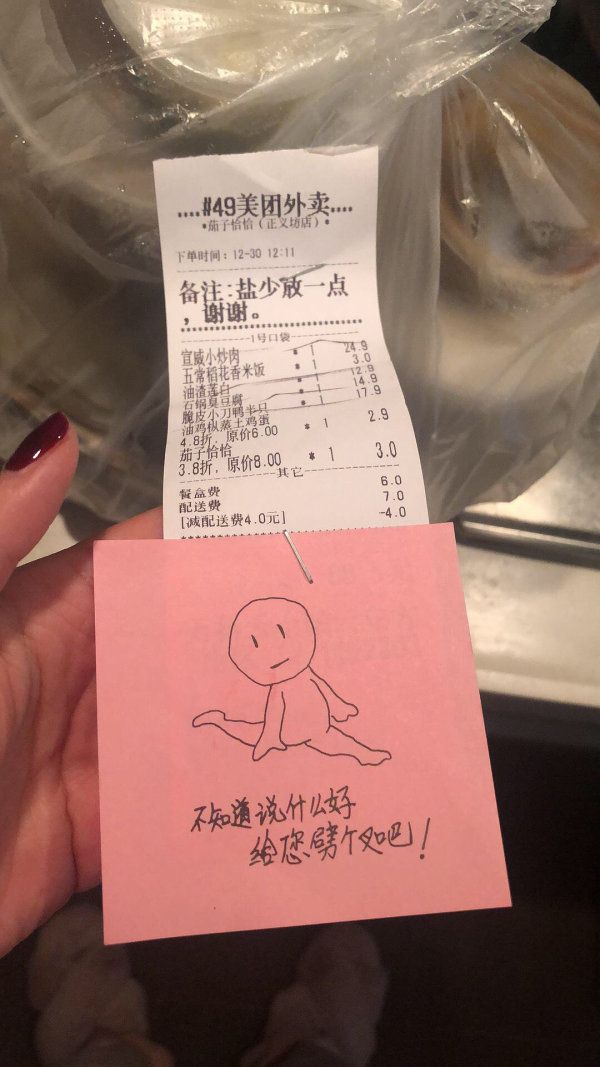 ....#49美团外卖....
•茄子恰恰（正义坊店）•
下单时间：12-30 12:11
备注：盐少放一点
，谢谢。
1号口袋
宣威小炒肉 * 1 24.9
五常稻花香米饭 * 1 3.0
油渣莲白 12.9
石锅臭豆腐 14.9
脆皮小刀鸭半只 17.9
油鸡枞蒸土鸡蛋
4.8折，原价6.00 * 1 2.9
茄子恰恰
3.8折，原价8.00 * 1 3.0
其它
餐盒费 6.0
配送费 7.0
[减配送费4.0元] -4.0
不知道说什么好
给您劈个叉吧！